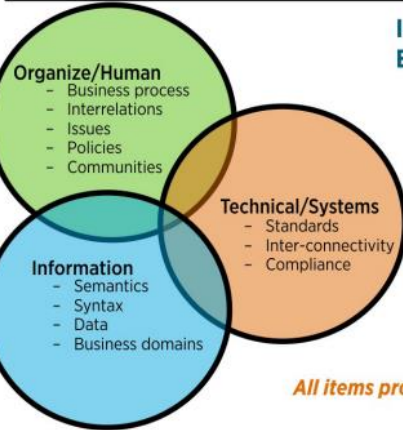 Organize/Human
- Business process
- Interrelations
- Issues
- Policies
- Communities
Technical/Systems
- Standards
- Inter-connectivity
- Compliance
Information
- Semantics
- Syntax
- Data
- Business domains
All items pro